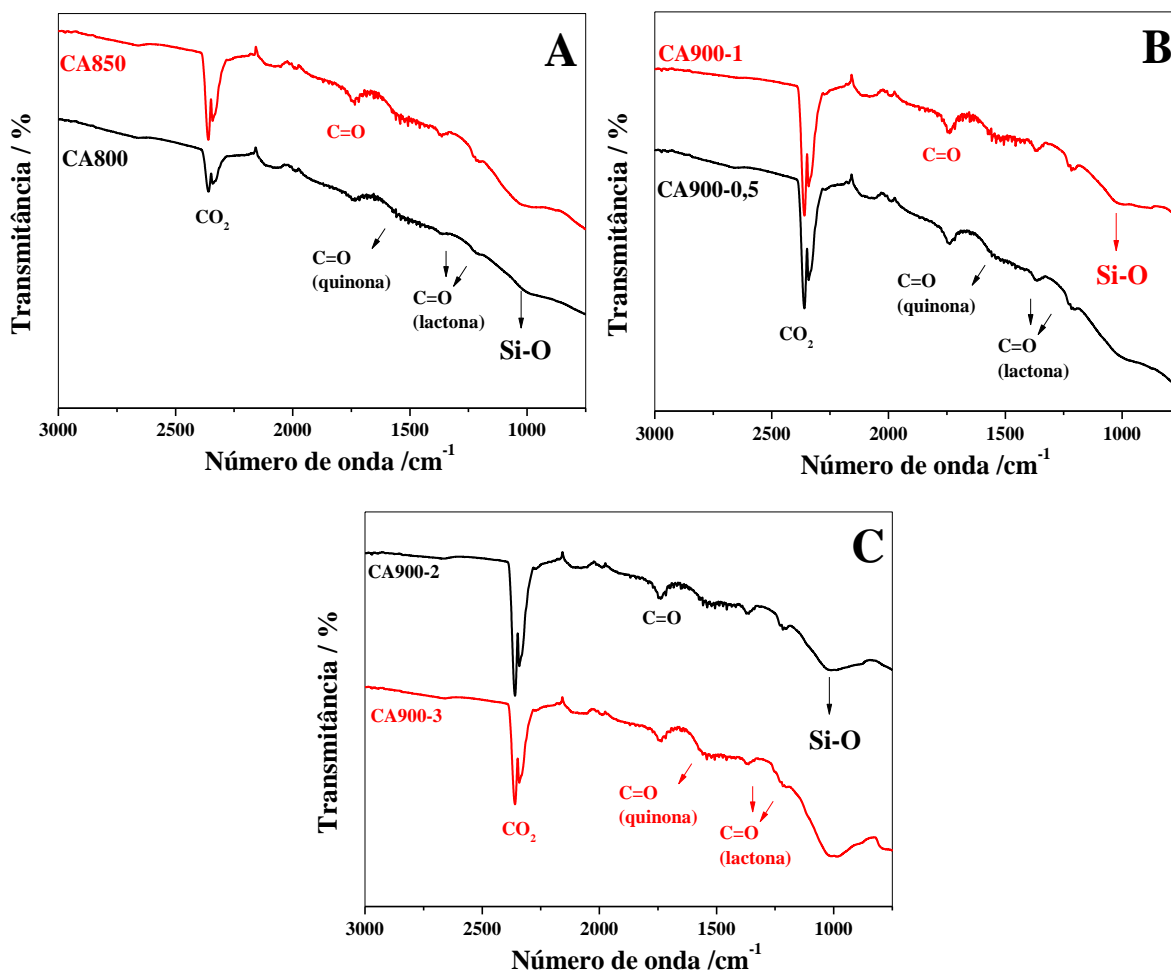 A
CA850
CA800
C=O
CO₂
C=O
(quinona)
C=O
(lactona)
Si-O
Transmitância / %
3000 2500 2000 1500 1000
Número de onda /cm⁻¹
B
CA900-1
C=O
CA900-0,5
Si-O
C=O
(quinona)
CO₂
C=O
(lactona)
Transmitância / %
3000 2500 2000 1500 1000
Número de onda /cm⁻¹
C
CA900-2
C=O
CA900-3
Si-O
C=O
(quinona)
CO₂
C=O
(lactona)
Transmitância / %
3000 2500 2000 1500 1000
Número de onda /cm⁻¹